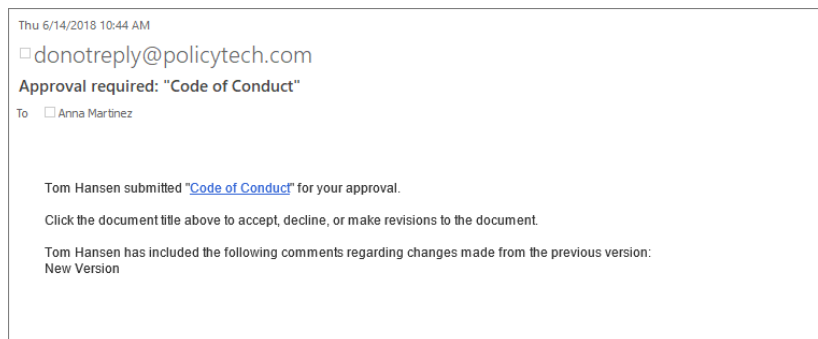 Thu 6/14/2018 10:44 AM
donotreply@policytech.com
Approval required: "Code of Conduct"
To Anna Martinez
Tom Hansen submitted "Code of Conduct" for your approval.
Click the document title above to accept, decline, or make revisions to the document.
Tom Hansen has included the following comments regarding changes made from the previous version:
New Version